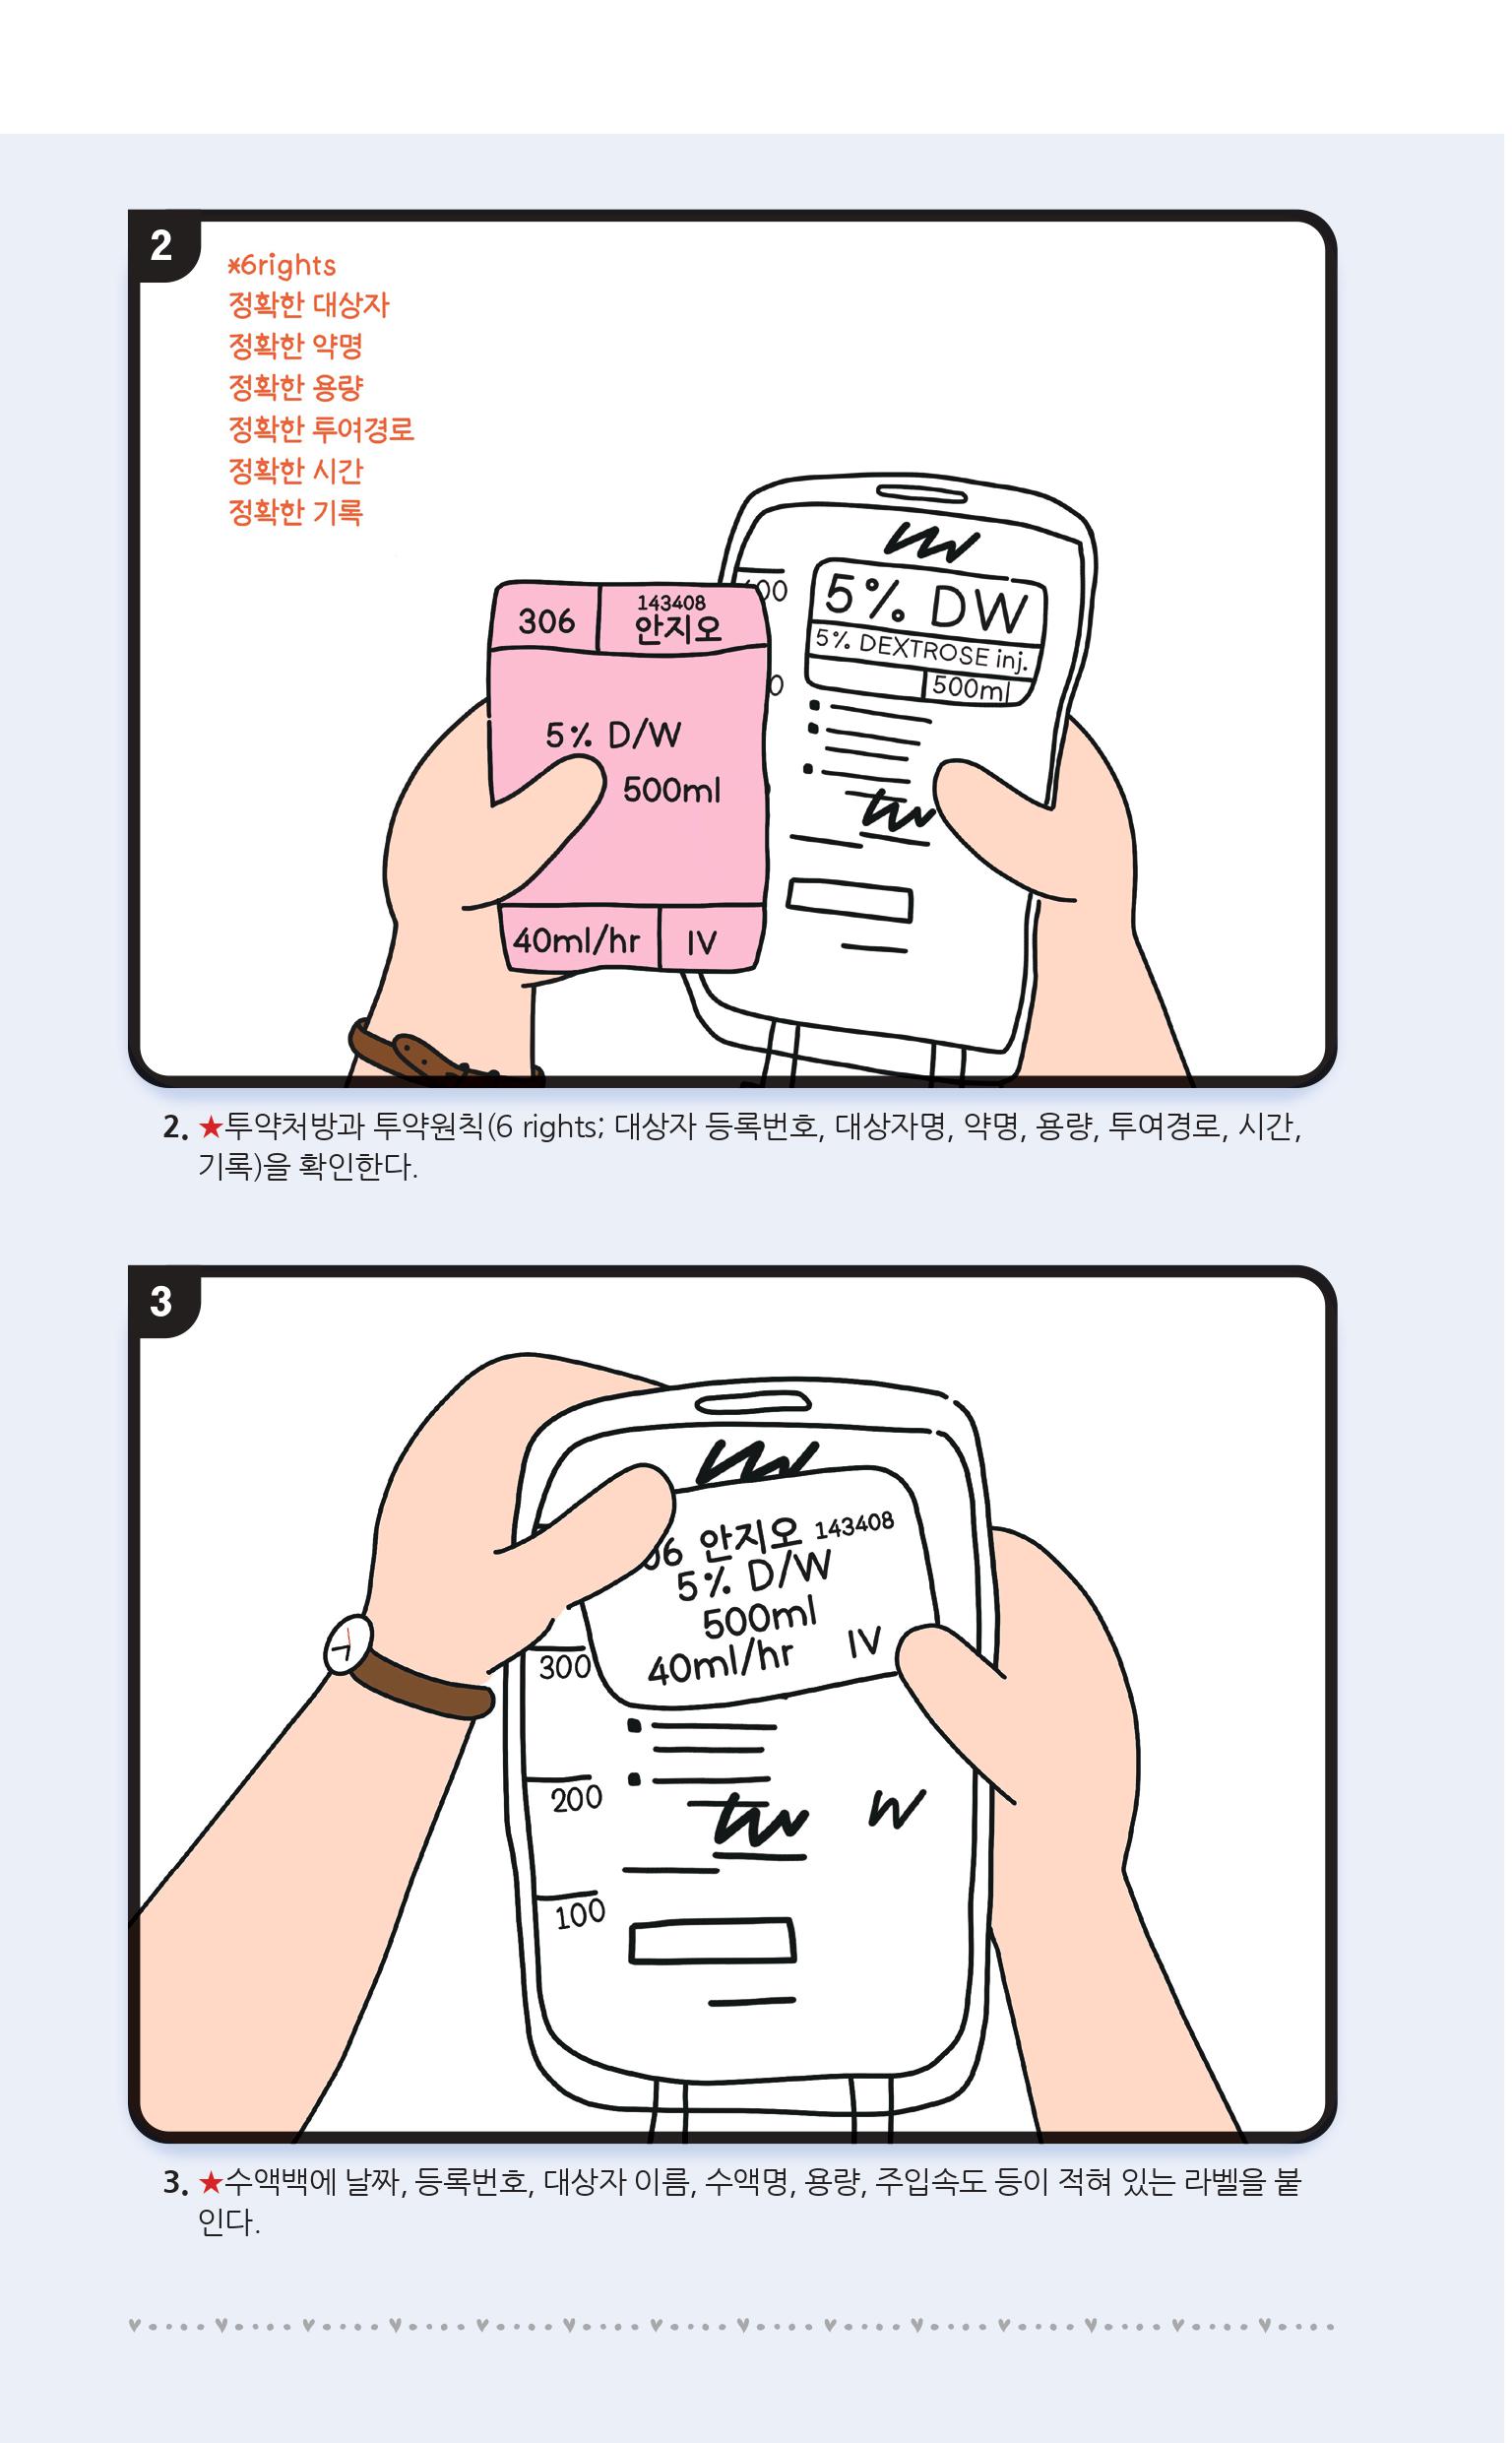 2
*6rights
정확한 대상자
정확한 약명
정확한 용량
정확한 투여경로
정확한 시간
정확한 기록
306
143408
안지오
5% D/W
500ml
40ml/hr
IV
5% DW
5% DEXTROSE inj.
500ml
2. ★투약처방과 투약원칙(6 rights; 대상자 등록번호, 대상자명, 약명, 용량, 투여경로, 시간,
기록)을 확인한다.
3
안지오 143408
5% D/W
500ml
40ml/hr IV
300
200
100
3. ★수액백에 날짜, 등록번호, 대상자 이름, 수액명, 용량, 주입속도 등이 적혀 있는 라벨을 붙
인다.